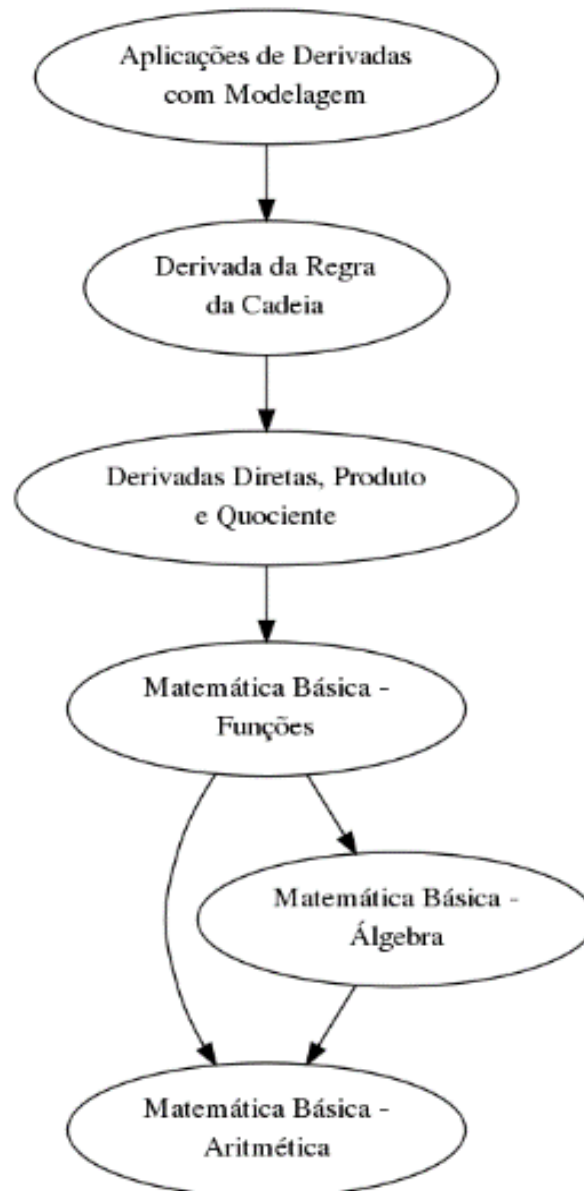 Aplicações de Derivadas
com Modelagem
Derivada da Regra
da Cadeia
Derivadas Diretas, Produto
e Quociente
Matemática Básica -
Funções
Matemática Básica -
Álgebra
Matemática Básica -
Aritmética